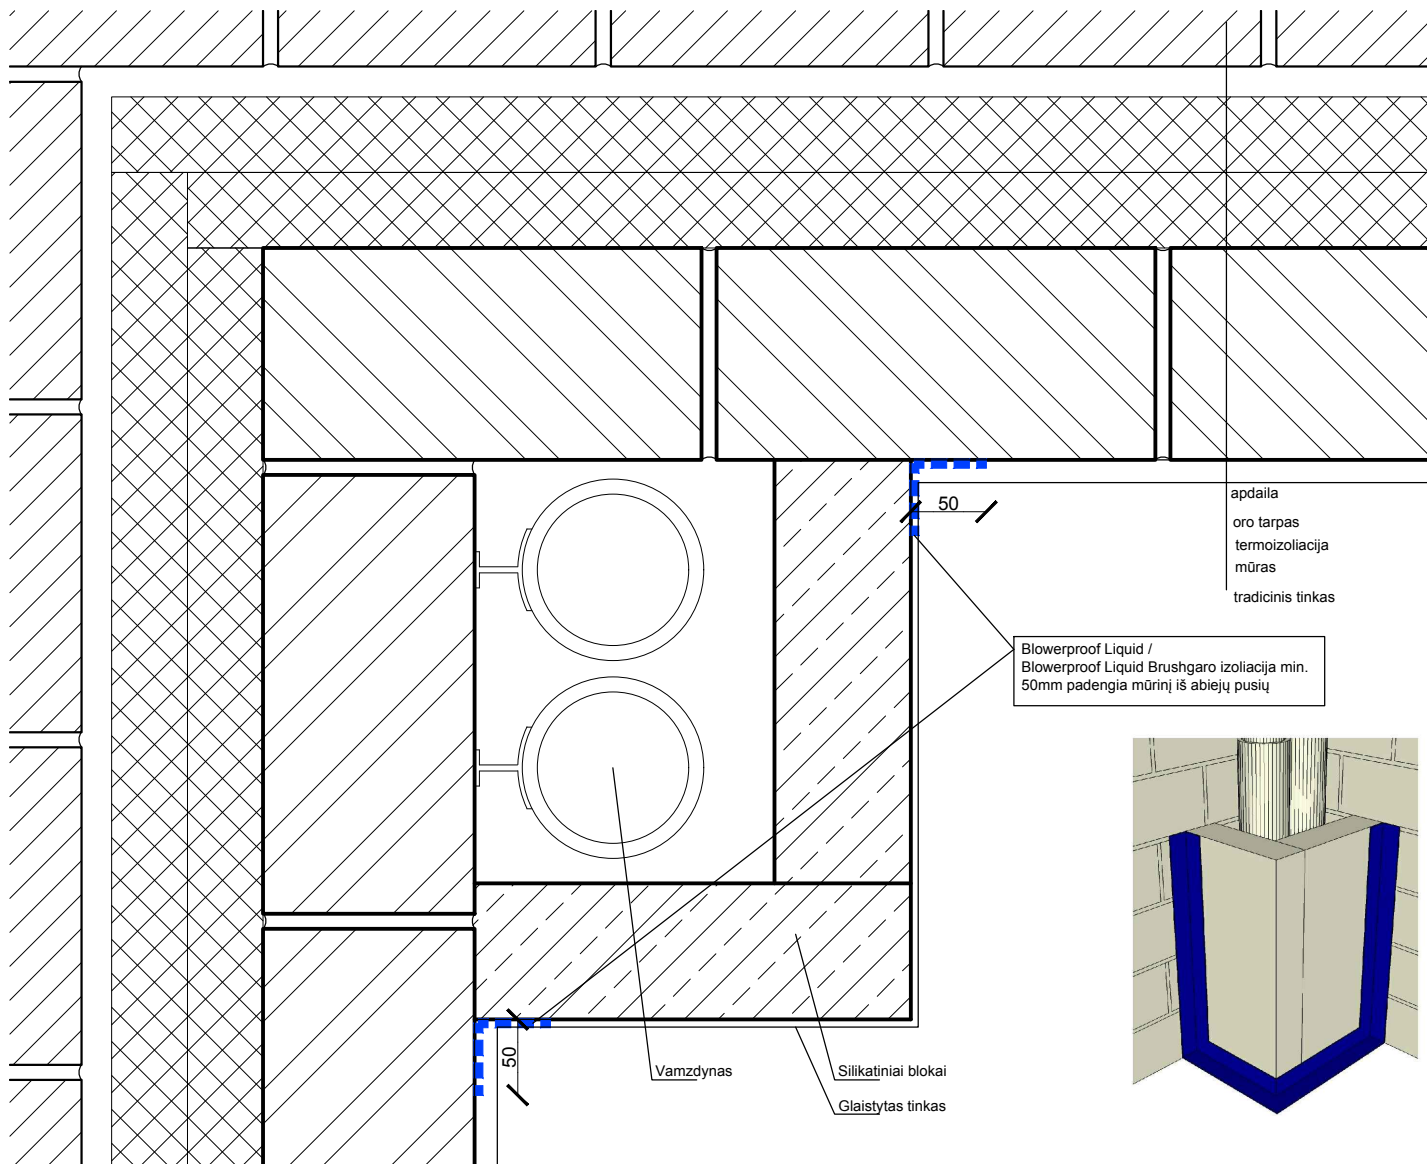 50
apdaila
oro tarpas
termoizoliacija
mūras
tradicinis tinkas
Blowerproof Liquid /
Blowerproof Liquid Brushgaro izoliacija min.
50mm padengia mūrinį iš abiejų pusių
50
Vamzdynas
Silikatiniai blokai
Glaistytas tinkas